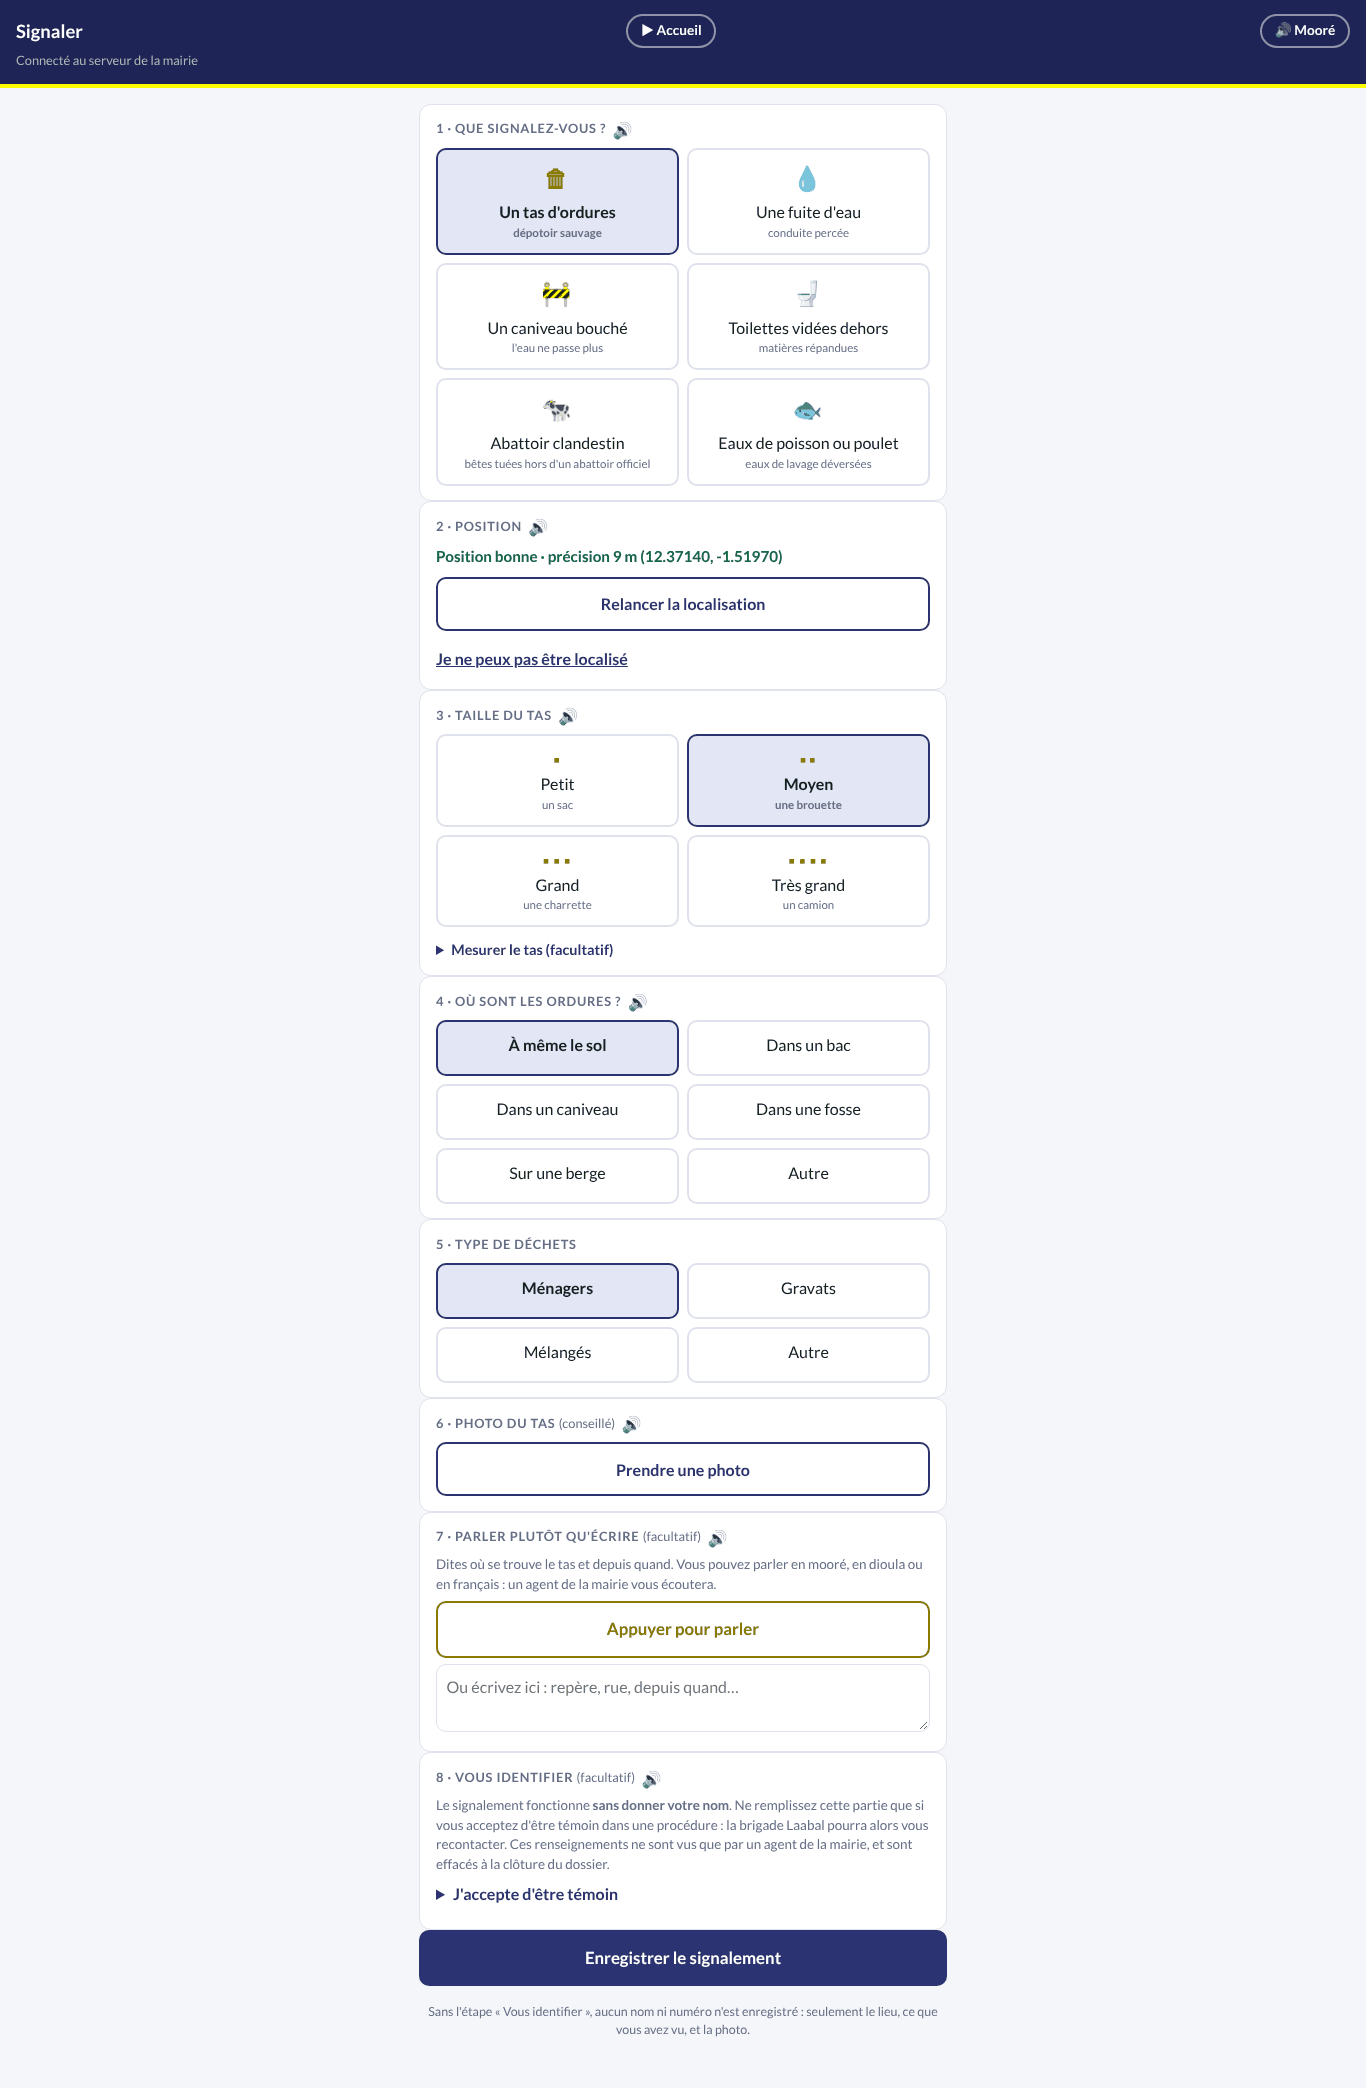 Signaler
Connecté au serveur de la mairie
▶ Accueil
🔊 Mooré
1 · QUE SIGNALEZ-VOUS ? 🔊
Un tas d'ordures
dépotoir sauvage
Une fuite d'eau
conduite percée
Un caniveau bouché
l'eau ne passe plus
Toilettes vidées dehors
matières répandues
Abattoir clandestin
bêtes tuées hors d'un abattoir officiel
Eaux de poisson ou poulet
eaux de lavage déversées
2 · POSITION 🔊
Position bonne · précision 9 m (12.37140, -1.51970)
Relancer la localisation
Je ne peux pas être localisé
3 · TAILLE DU TAS 🔊
Petit
un sac
Moyen
une brouette
Grand
une charrette
Très grand
un camion
▶ Mesurer le tas (facultatif)
4 · OÙ SONT LES ORDURES ? 🔊
À même le sol
Dans un bac
Dans un caniveau
Dans une fosse
Sur une berge
Autre
5 · TYPE DE DÉCHETS
Ménagers
Gravats
Mélangés
Autre
6 · PHOTO DU TAS (conseillé) 🔊
Prendre une photo
7 · PARLER PLUTÔT QU'ÉCRIRE (facultatif) 🔊
Dites où se trouve le tas et depuis quand. Vous pouvez parler en mooré, en dioula ou
en français : un agent de la mairie vous écoutera.
Appuyer pour parler
Ou écrivez ici : repère, rue, depuis quand...
8 · VOUS IDENTIFIER (facultatif) 🔊
Le signalement fonctionne sans donner votre nom. Ne remplissez cette partie que si
vous acceptez d'être témoin dans une procédure : la brigade Laabal pourra alors vous
recontacter. Ces renseignements ne sont vus que par un agent de la mairie, et sont
effacés à la clôture du dossier.
▶ J'accepte d'être témoin
Enregistrer le signalement
Sans l'étape « Vous identifier », aucun nom ni numéro n'est enregistré : seulement le lieu, ce que
vous avez vu, et la photo.